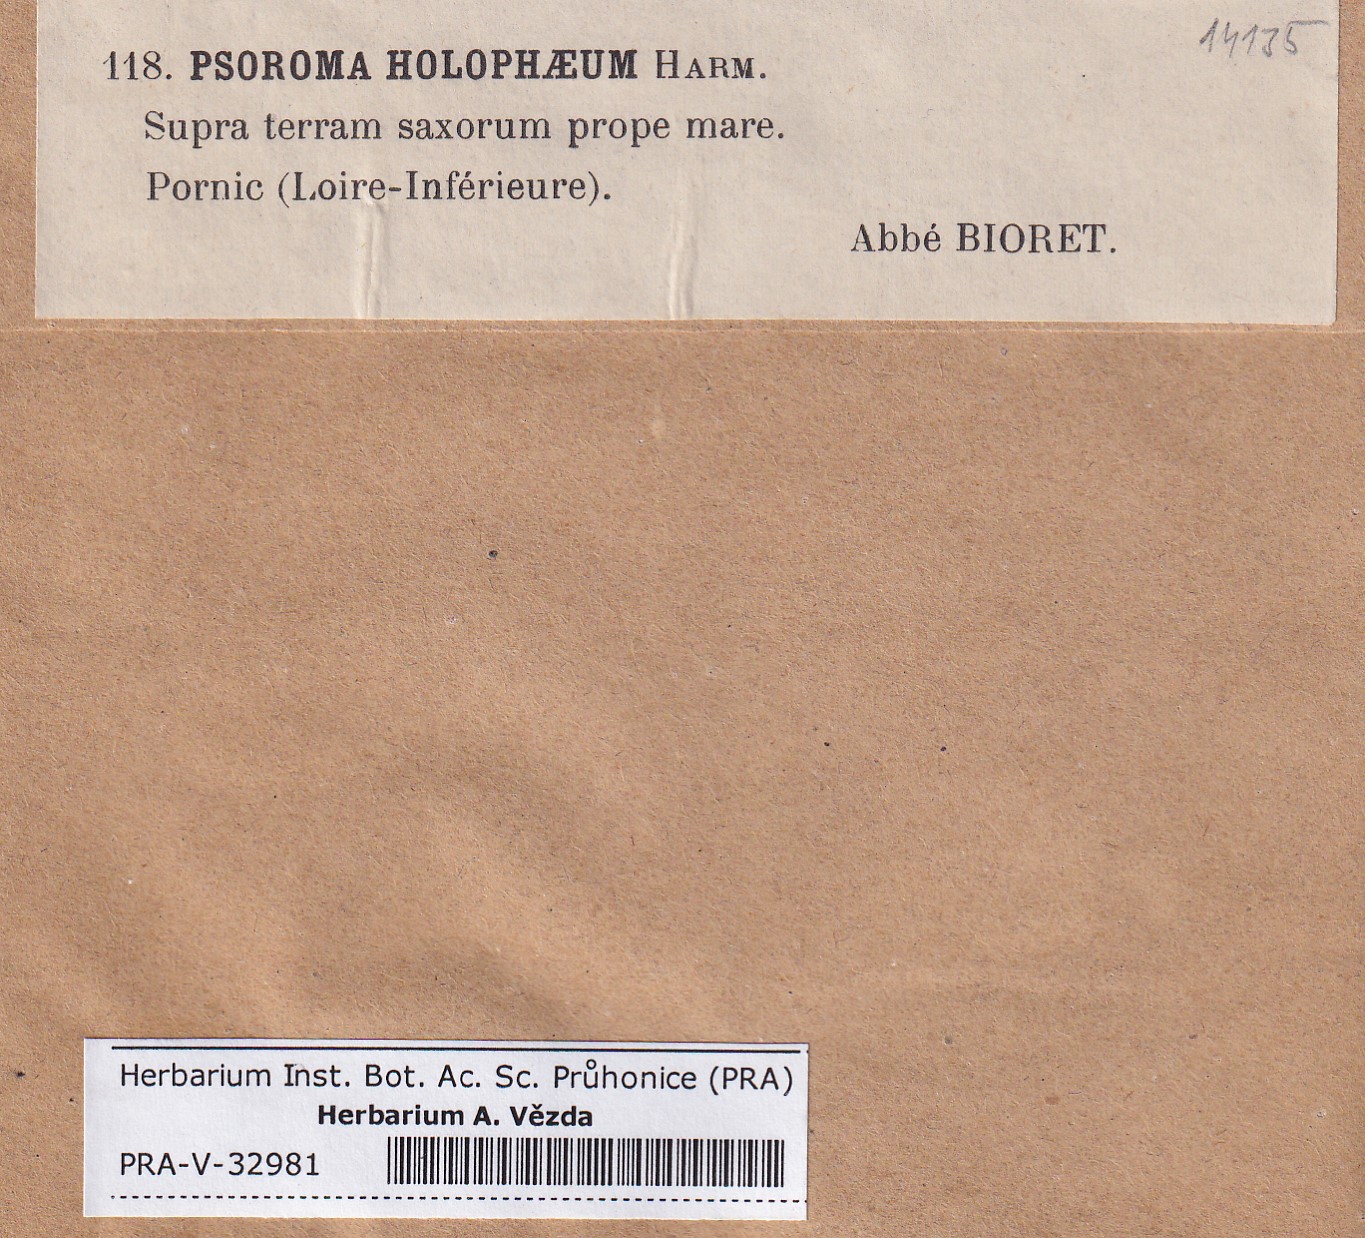 14135
118. PSOROMA HOLOPHÆUM HARM.
Supra terram saxorum prope mare.
Pornic (Loire-Inférieure).
Abbé BIORET.
Herbarium Inst. Bot. Ac. Sc. Průhonice (PRA)
Herbarium A. Vězda
PRA-V-32981